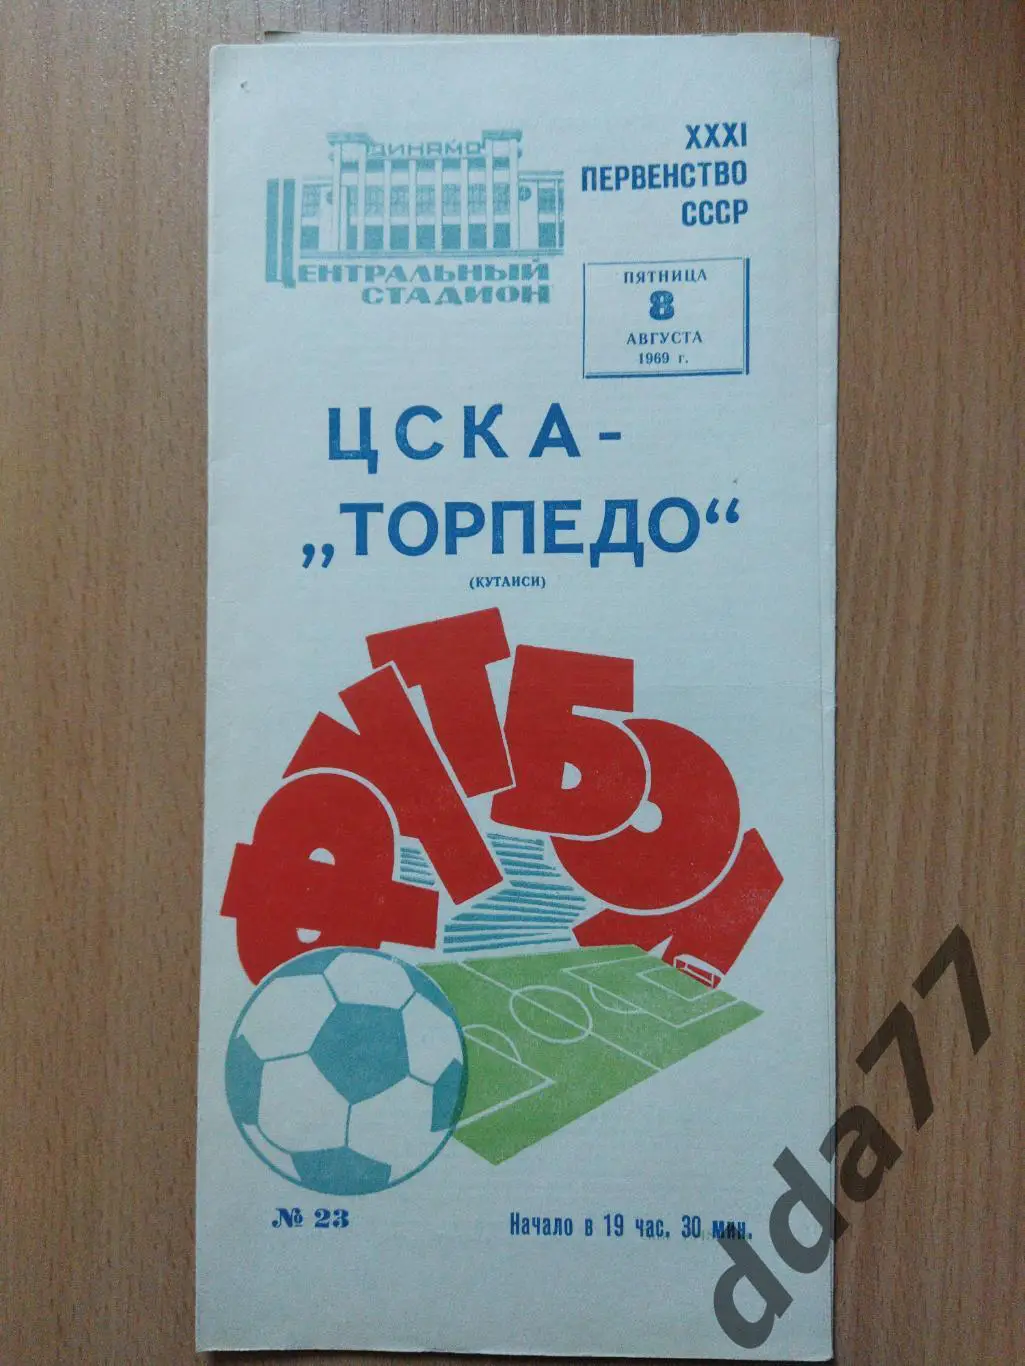 ДИНАМО
ЦЕНТРАЛЬНЫЙ
СТАДИОН
XXXI
ПЕРВЕНСТВО
СССР
ПЯТНИЦА
8
АВГУСТА
1969 г.
ЦСКА-
„ТОРПЕДО“
(КУТАИСИ)
ФУТБОЛ
№ 23
Начало в 19 час. 30 мин.
dda77